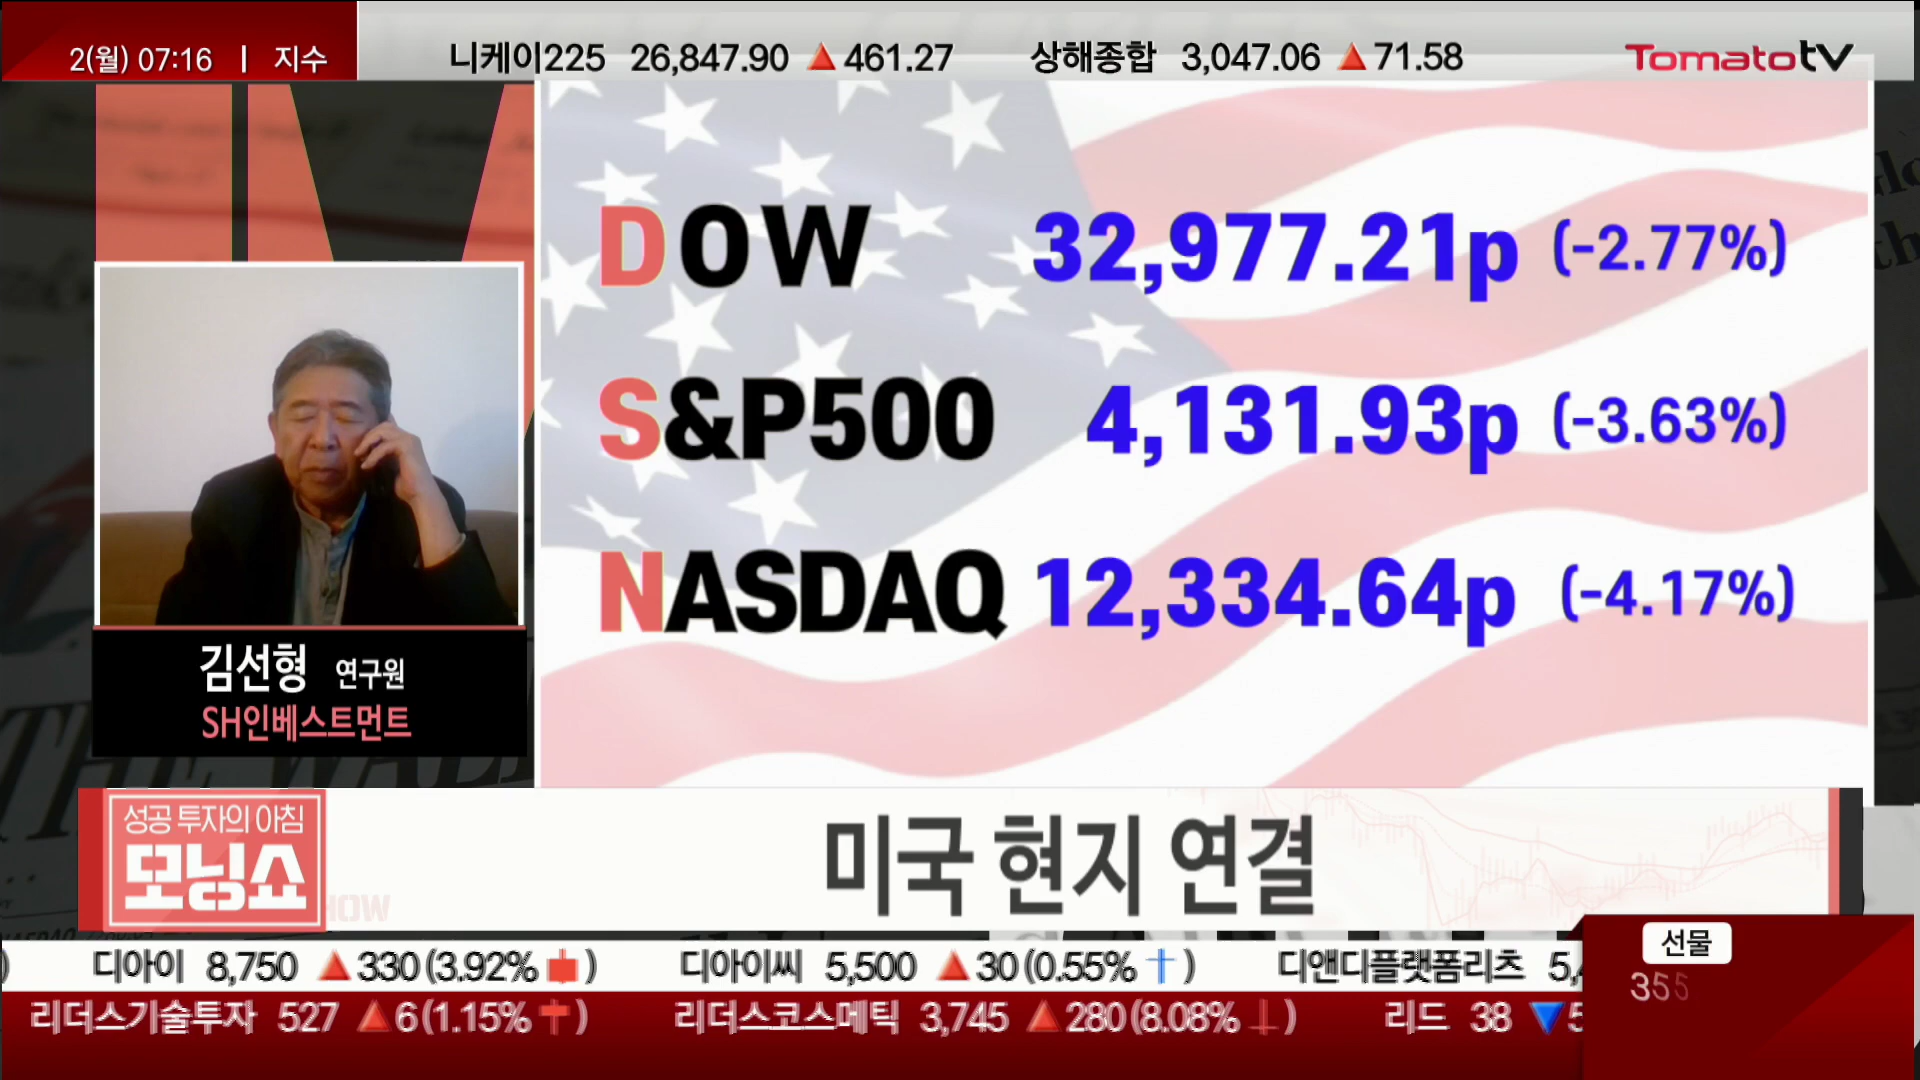 2(월) 07:16 | 지수 니케이225 26,847.90 ▲461.27 상해종합 3,047.06 ▲71.58 Tomato tv
DOW 32,977.21p (-2.77%)
S&P500 4,131.93p (-3.63%)
NASDAQ 12,334.64p (-4.17%)
김선형 연구원
SH인베스트먼트
성공 투자의 아침
모닝쇼
미국 현지 연결
) 디아이 8,750 ▲330(3.92% ) 디아이씨 5,500 ▲30(0.55% ) 디앤디플랫폼리츠 5,
선물
355
리더스기술투자 527 ▲6(1.15% ) 리더스코스메틱 3,745 ▲280(8.08% ) 리드 38 ▼5